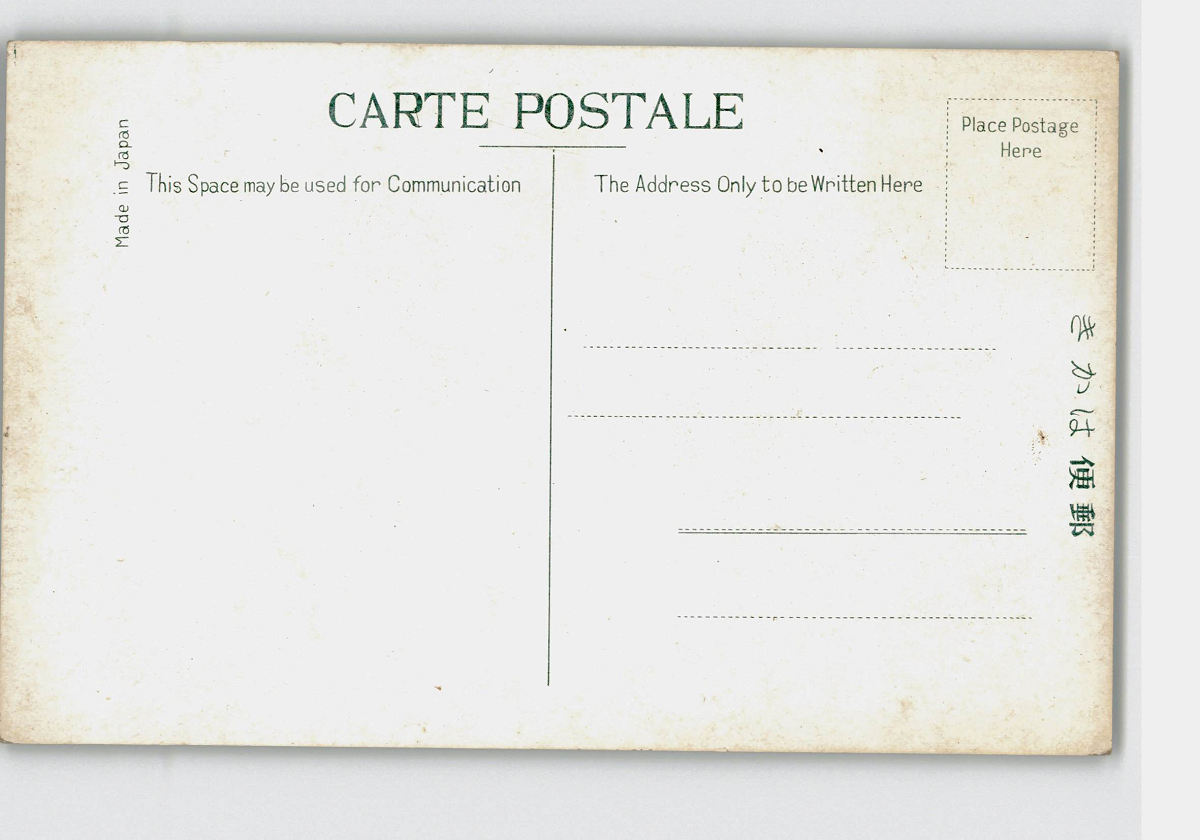 CARTE POSTALE
Made in Japan
This Space may be used for Communication
The Address Only to be Written Here
Place Postage
Here
郵便はかき